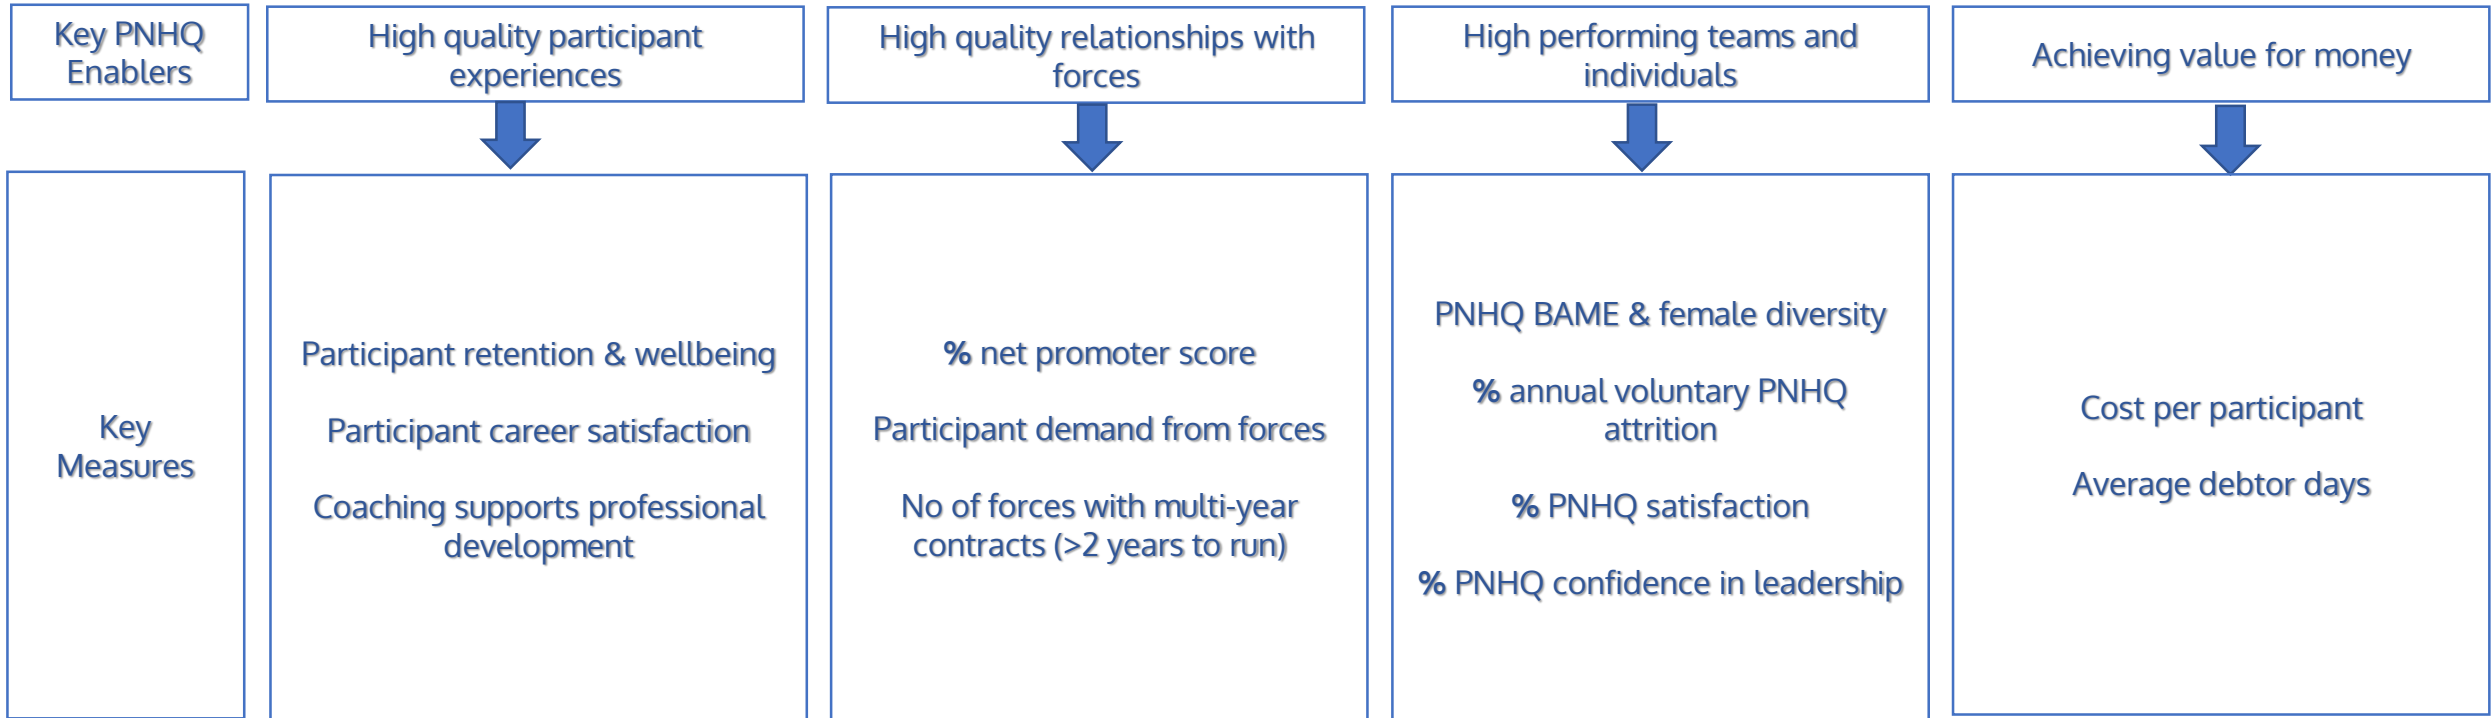 Key PNHQ
Enablers
High quality participant
experiences
High quality relationships with
forces
High performing teams and
individuals
Achieving value for money
Key
Measures
Participant retention & wellbeing
Participant career satisfaction
Coaching supports professional
development
% net promoter score
Participant demand from forces
No of forces with multi-year
contracts (>2 years to run)
PNHQ BAME & female diversity
% annual voluntary PNHQ
attrition
% PNHQ satisfaction
% PNHQ confidence in leadership
Cost per participant
Average debtor days